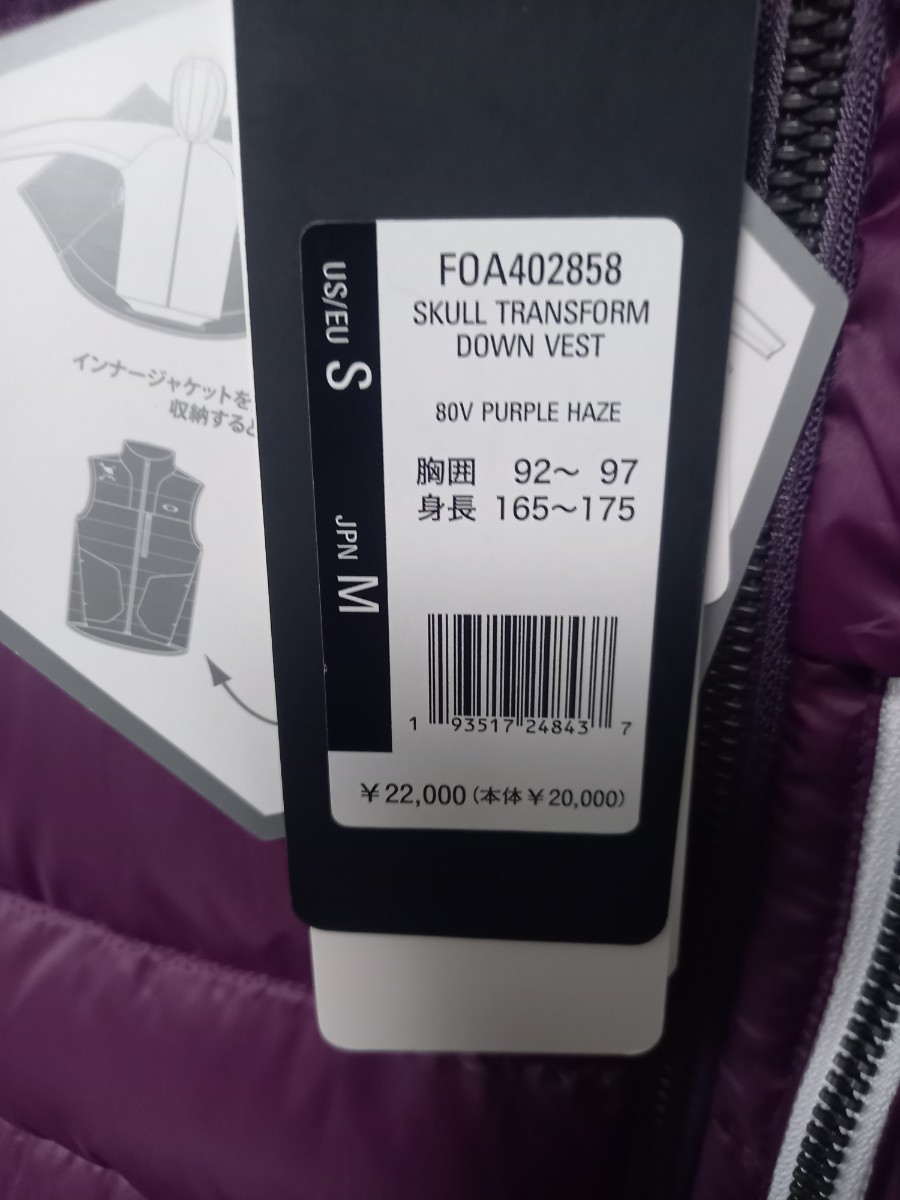 インナージャケットを
収納すると
US/EU S
JPN M
FOA402858
SKULL TRANSFORM
DOWN VEST
80V PURPLE HAZE
胸囲 92〜 97
身長 165〜175
1 93517 24843 7
￥22,000(本体￥20,000)